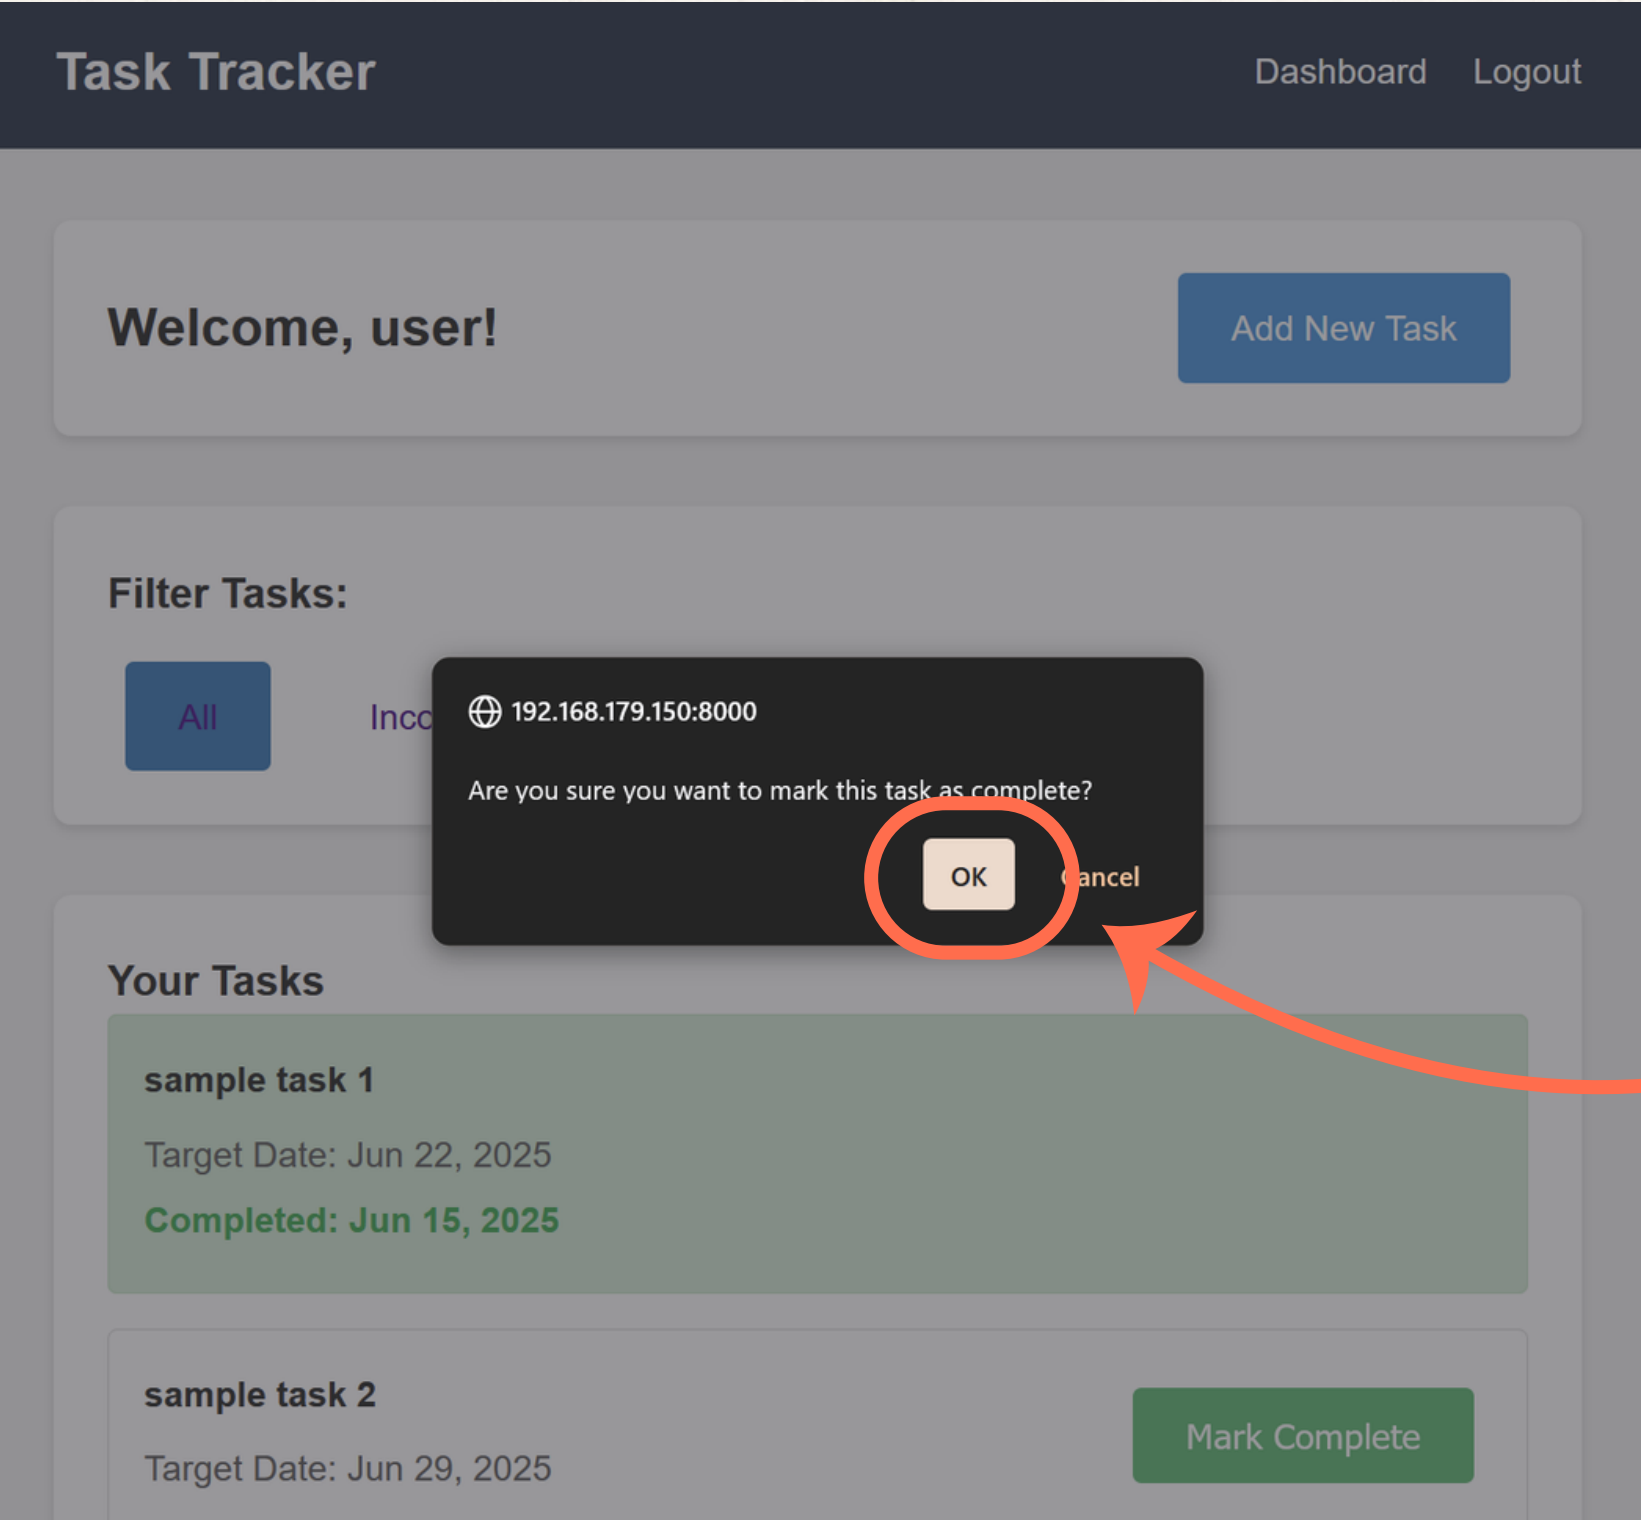 Task Tracker
Dashboard
Logout
Welcome, user!
Add New Task
Filter Tasks:
All
192.168.179.150:8000
Are you sure you want to mark this task as complete?
OK
Cancel
Your Tasks
sample task 1
Target Date: Jun 22, 2025
Completed: Jun 15, 2025
sample task 2
Mark Complete
Target Date: Jun 29, 2025